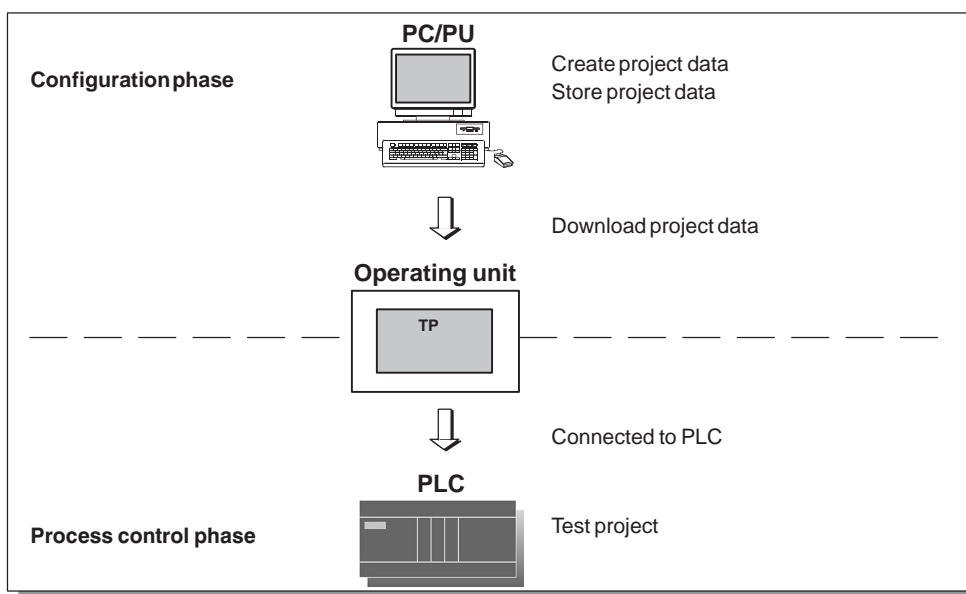 PC/PU
Configuration phase
Create project data
Store project data
Download project data
Operating unit
TP
Connected to PLC
PLC
Process control phase
Test project